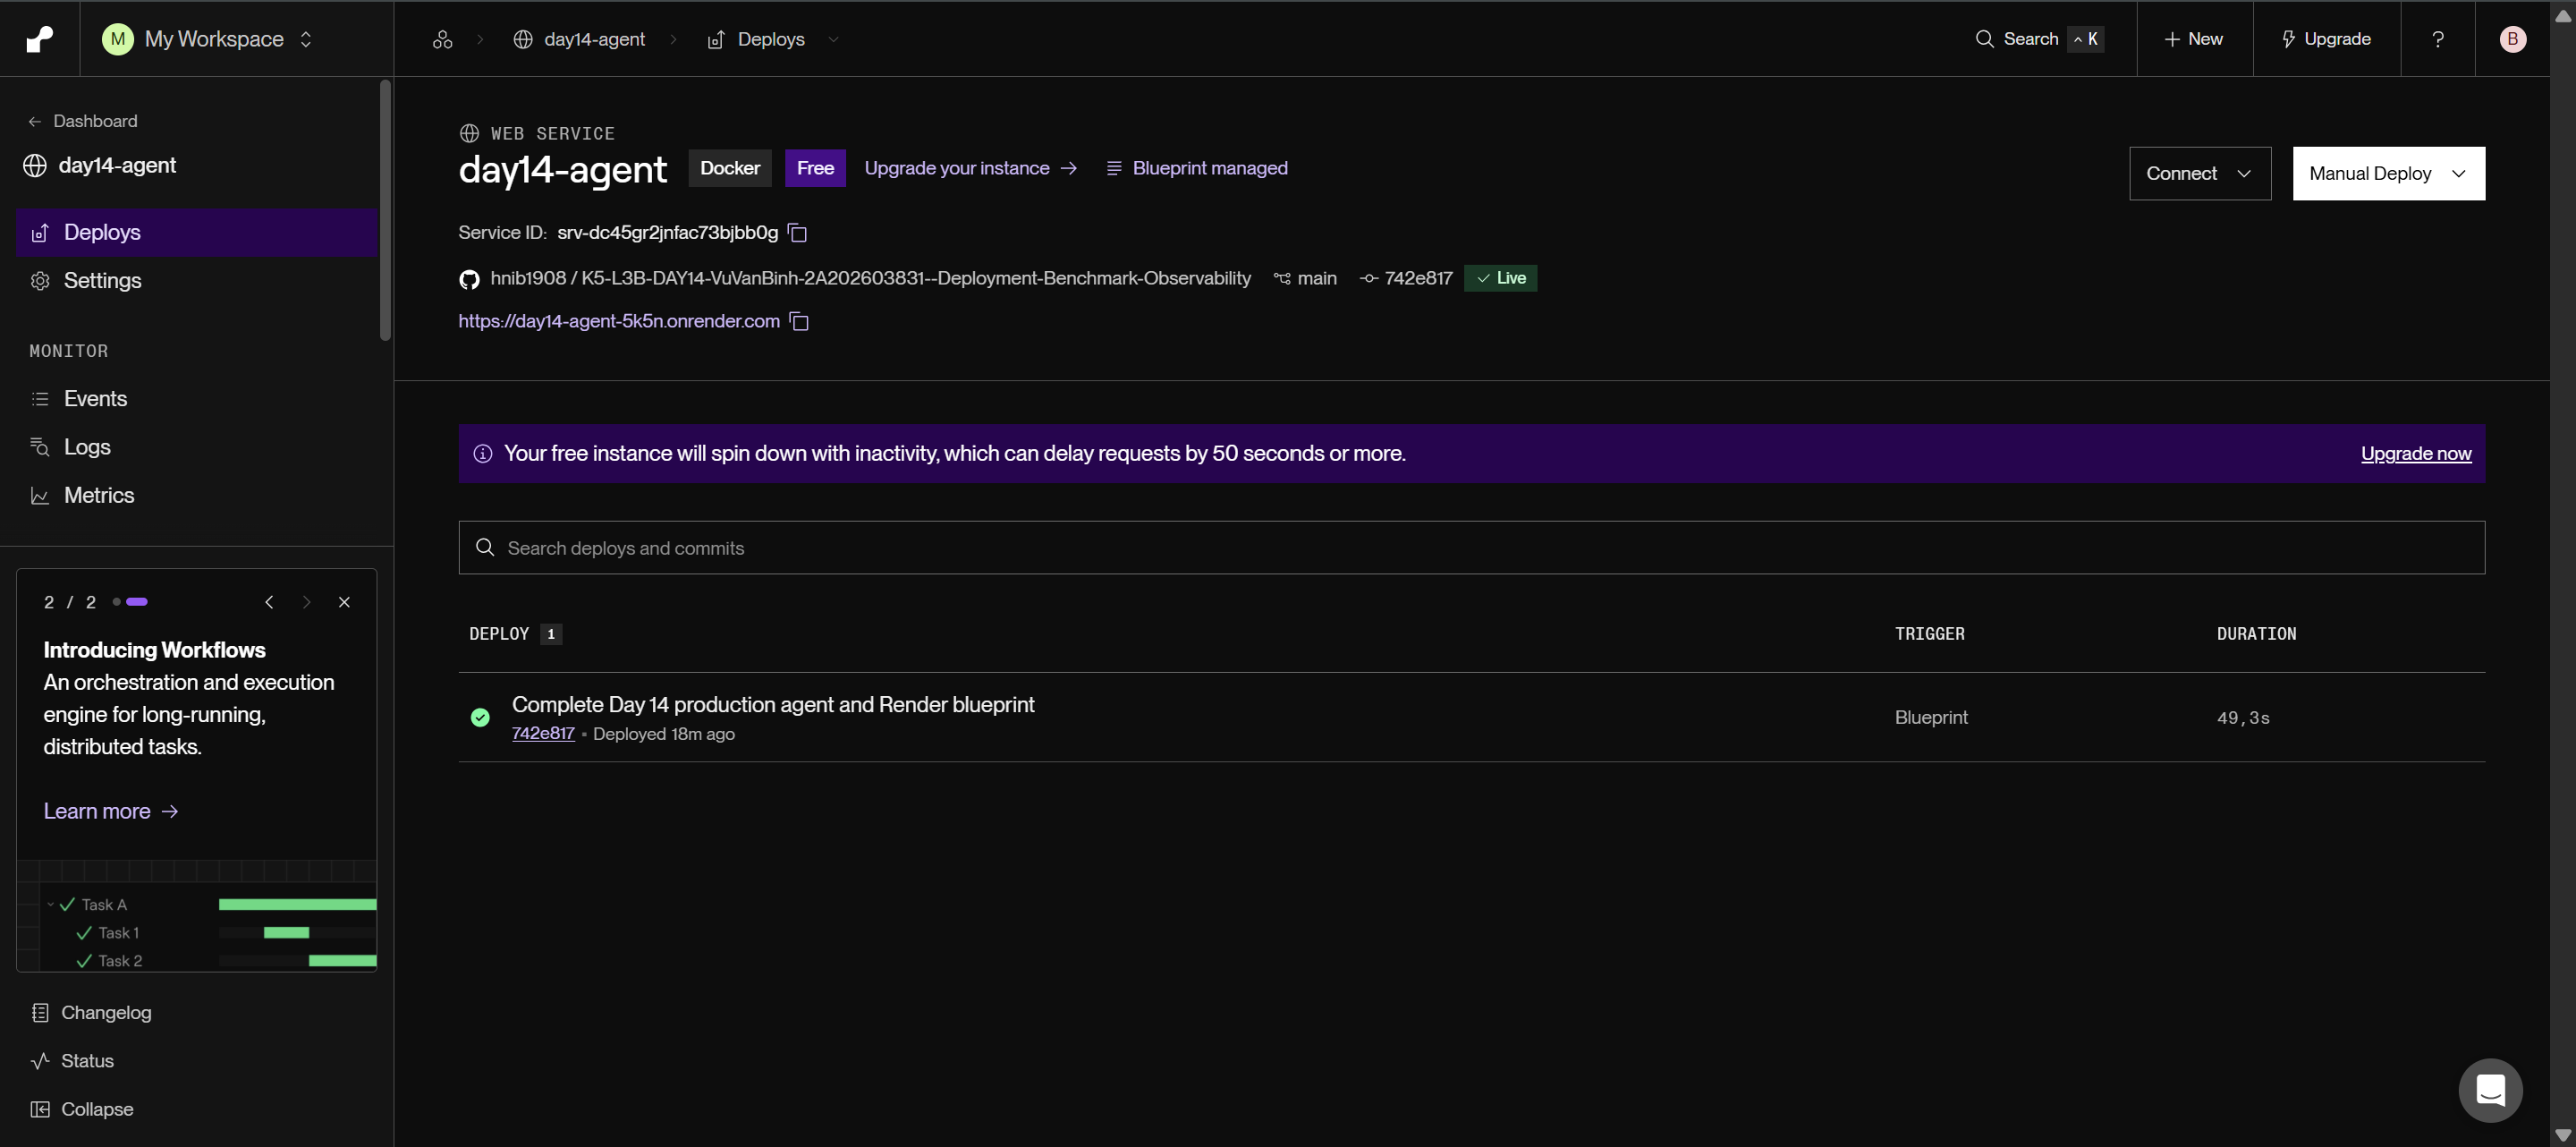 M My Workspace
day14-agent
Deploys
Search ^ K
+ New
Upgrade
?
B
← Dashboard
day14-agent
Deploys
Settings
MONITOR
Events
Logs
Metrics
2 / 2
Introducing Workflows
An orchestration and execution
engine for long-running,
distributed tasks.
Learn more →
Task A
Task 1
Task 2
Changelog
Status
Collapse
WEB SERVICE
day14-agent Docker Free Upgrade your instance → Blueprint managed
Connect
Manual Deploy
Service ID: srv-dc45gr2jnfac73bjbb0g
hnib1908 / K5-L3B-DAY14-VuVanBinh-2A202603831--Deployment-Benchmark-Observability main 742e817 Live
https://day14-agent-5k5n.onrender.com
Your free instance will spin down with inactivity, which can delay requests by 50 seconds or more.
Upgrade now
Search deploys and commits
DEPLOY 1 TRIGGER DURATION
Complete Day 14 production agent and Render blueprint
742e817 • Deployed 18m ago
Blueprint
49,3s